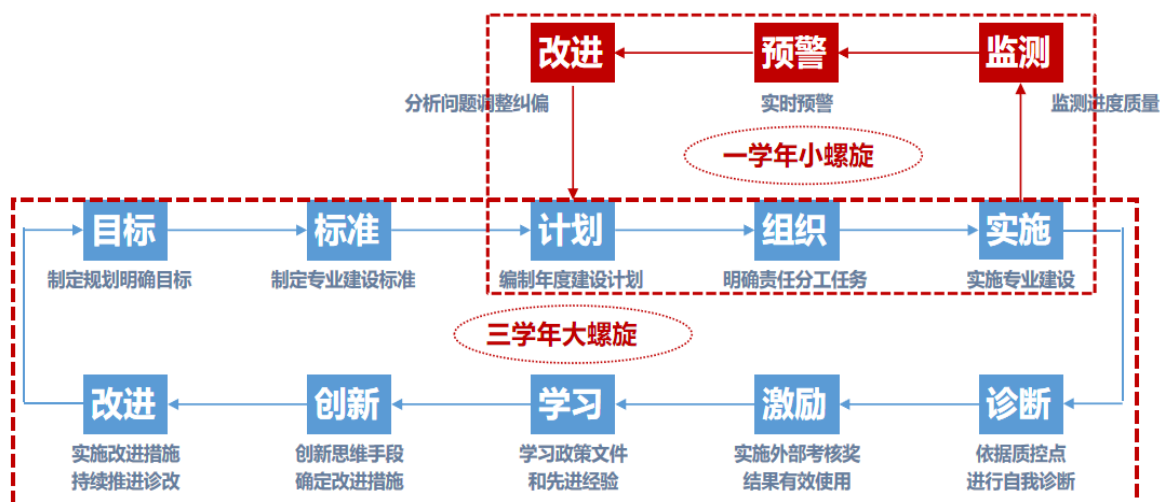 改进
预警
监测
分析问题调整纠偏
实时预警
监测进度质量
一学年小螺旋
目标
标准
计划
组织
实施
制定规划明确目标
制定专业建设标准
编制年度建设计划
明确责任分工任务
实施专业建设
三学年大螺旋
改进
创新
学习
激励
诊断
实施改进措施
持续推进诊改
创新思维手段
确定改进措施
学习政策文件
和先进经验
实施外部考核奖
结果有效使用
依据质控点
进行自我诊断